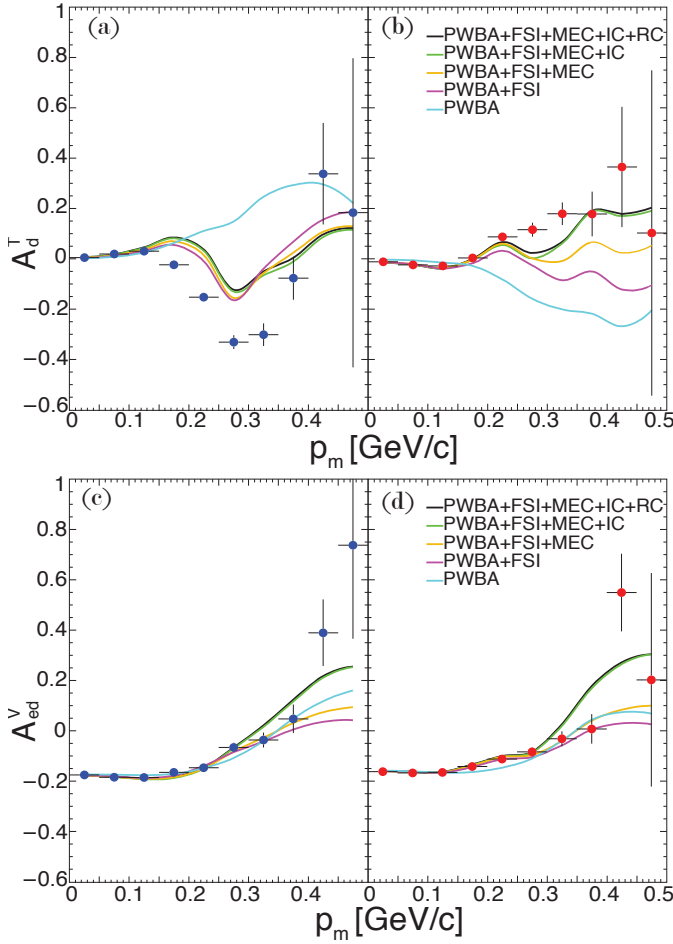 (a)
(b)
PWBA+FSI+MEC+IC+RC
PWBA+FSI+MEC+IC
PWBA+FSI+MEC
PWBA+FSI
PWBA
1
0.8
0.6
0.4
0.2
0
−0.2
−0.4
−0.6
A_d^T
0 0.1 0.2 0.3 0.4 0 0.1 0.2 0.3 0.4 0.5
p_m [GeV/c] p_m [GeV/c]
(c)
(d)
PWBA+FSI+MEC+IC+RC
PWBA+FSI+MEC+IC
PWBA+FSI+MEC
PWBA+FSI
PWBA
1
0.8
0.6
0.4
0.2
0
−0.2
−0.4
−0.6
A_ed^V
0 0.1 0.2 0.3 0.4 0 0.1 0.2 0.3 0.4 0.5
p_m [GeV/c] p_m [GeV/c]